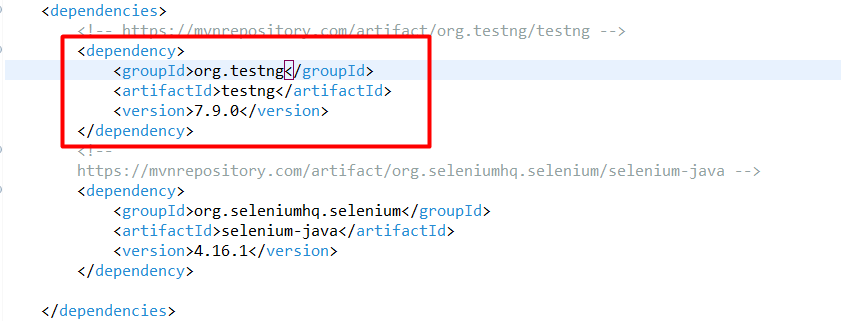 <dependencies>
<!-- https://mvnrepository.com/artifact/org.testng/testng -->
<dependency>
<groupId>org.testng</groupId>
<artifactId>testng</artifactId>
<version>7.9.0</version>
</dependency>
<!--
https://mvnrepository.com/artifact/org.seleniumhq.selenium/selenium-java -->
<dependency>
<groupId>org.seleniumhq.selenium</groupId>
<artifactId>selenium-java</artifactId>
<version>4.16.1</version>
</dependency>
</dependencies>